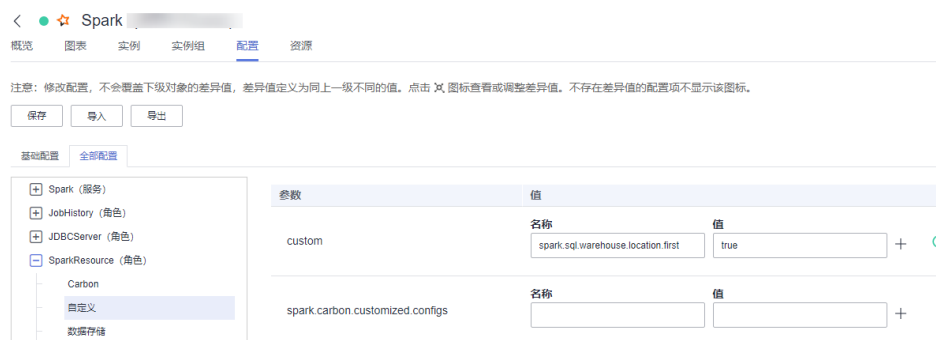 Spark
概览 图表 实例 实例组 配置 资源
注意：修改配置，不会覆盖下级对象的差异值，差异值定义为同上一级不同的值。点击 图标查看或调整差异值。不存在差异值的配置项不显示该图标。
保存 导入 导出
基础配置 全部配置
Spark（服务）
JobHistory（角色）
JDBCServer（角色）
SparkResource（角色）
Carbon
自定义
数据存储
参数 值
名称 值
custom spark.sql.warehouse.location.first true
名称 值
spark.carbon.customized.configs